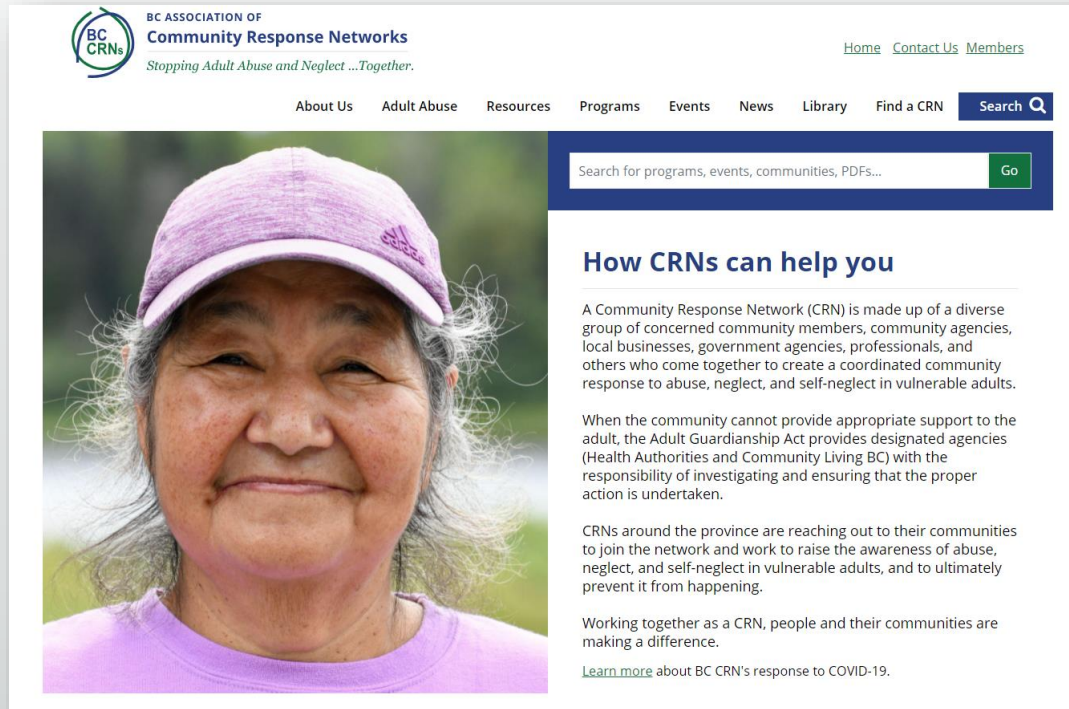 BC ASSOCIATION OF
BC
CRNs
Community Response Networks
Stopping Adult Abuse and Neglect ...Together.
Home Contact Us Members
About Us Adult Abuse Resources Programs Events News Library Find a CRN Search
adidas
Search for programs, events, communities, PDFs...
Go
How CRNs can help you
A Community Response Network (CRN) is made up of a diverse
group of concerned community members, community agencies,
local businesses, government agencies, professionals, and
others who come together to create a coordinated community
response to abuse, neglect, and self-neglect in vulnerable adults.
When the community cannot provide appropriate support to the
adult, the Adult Guardianship Act provides designated agencies
(Health Authorities and Community Living BC) with the
responsibility of investigating and ensuring that the proper
action is undertaken.
CRNs around the province are reaching out to their communities
to join the network and work to raise the awareness of abuse,
neglect, and self-neglect in vulnerable adults, and to ultimately
prevent it from happening.
Working together as a CRN, people and their communities are
making a difference.
Learn more about BC CRN's response to COVID-19.